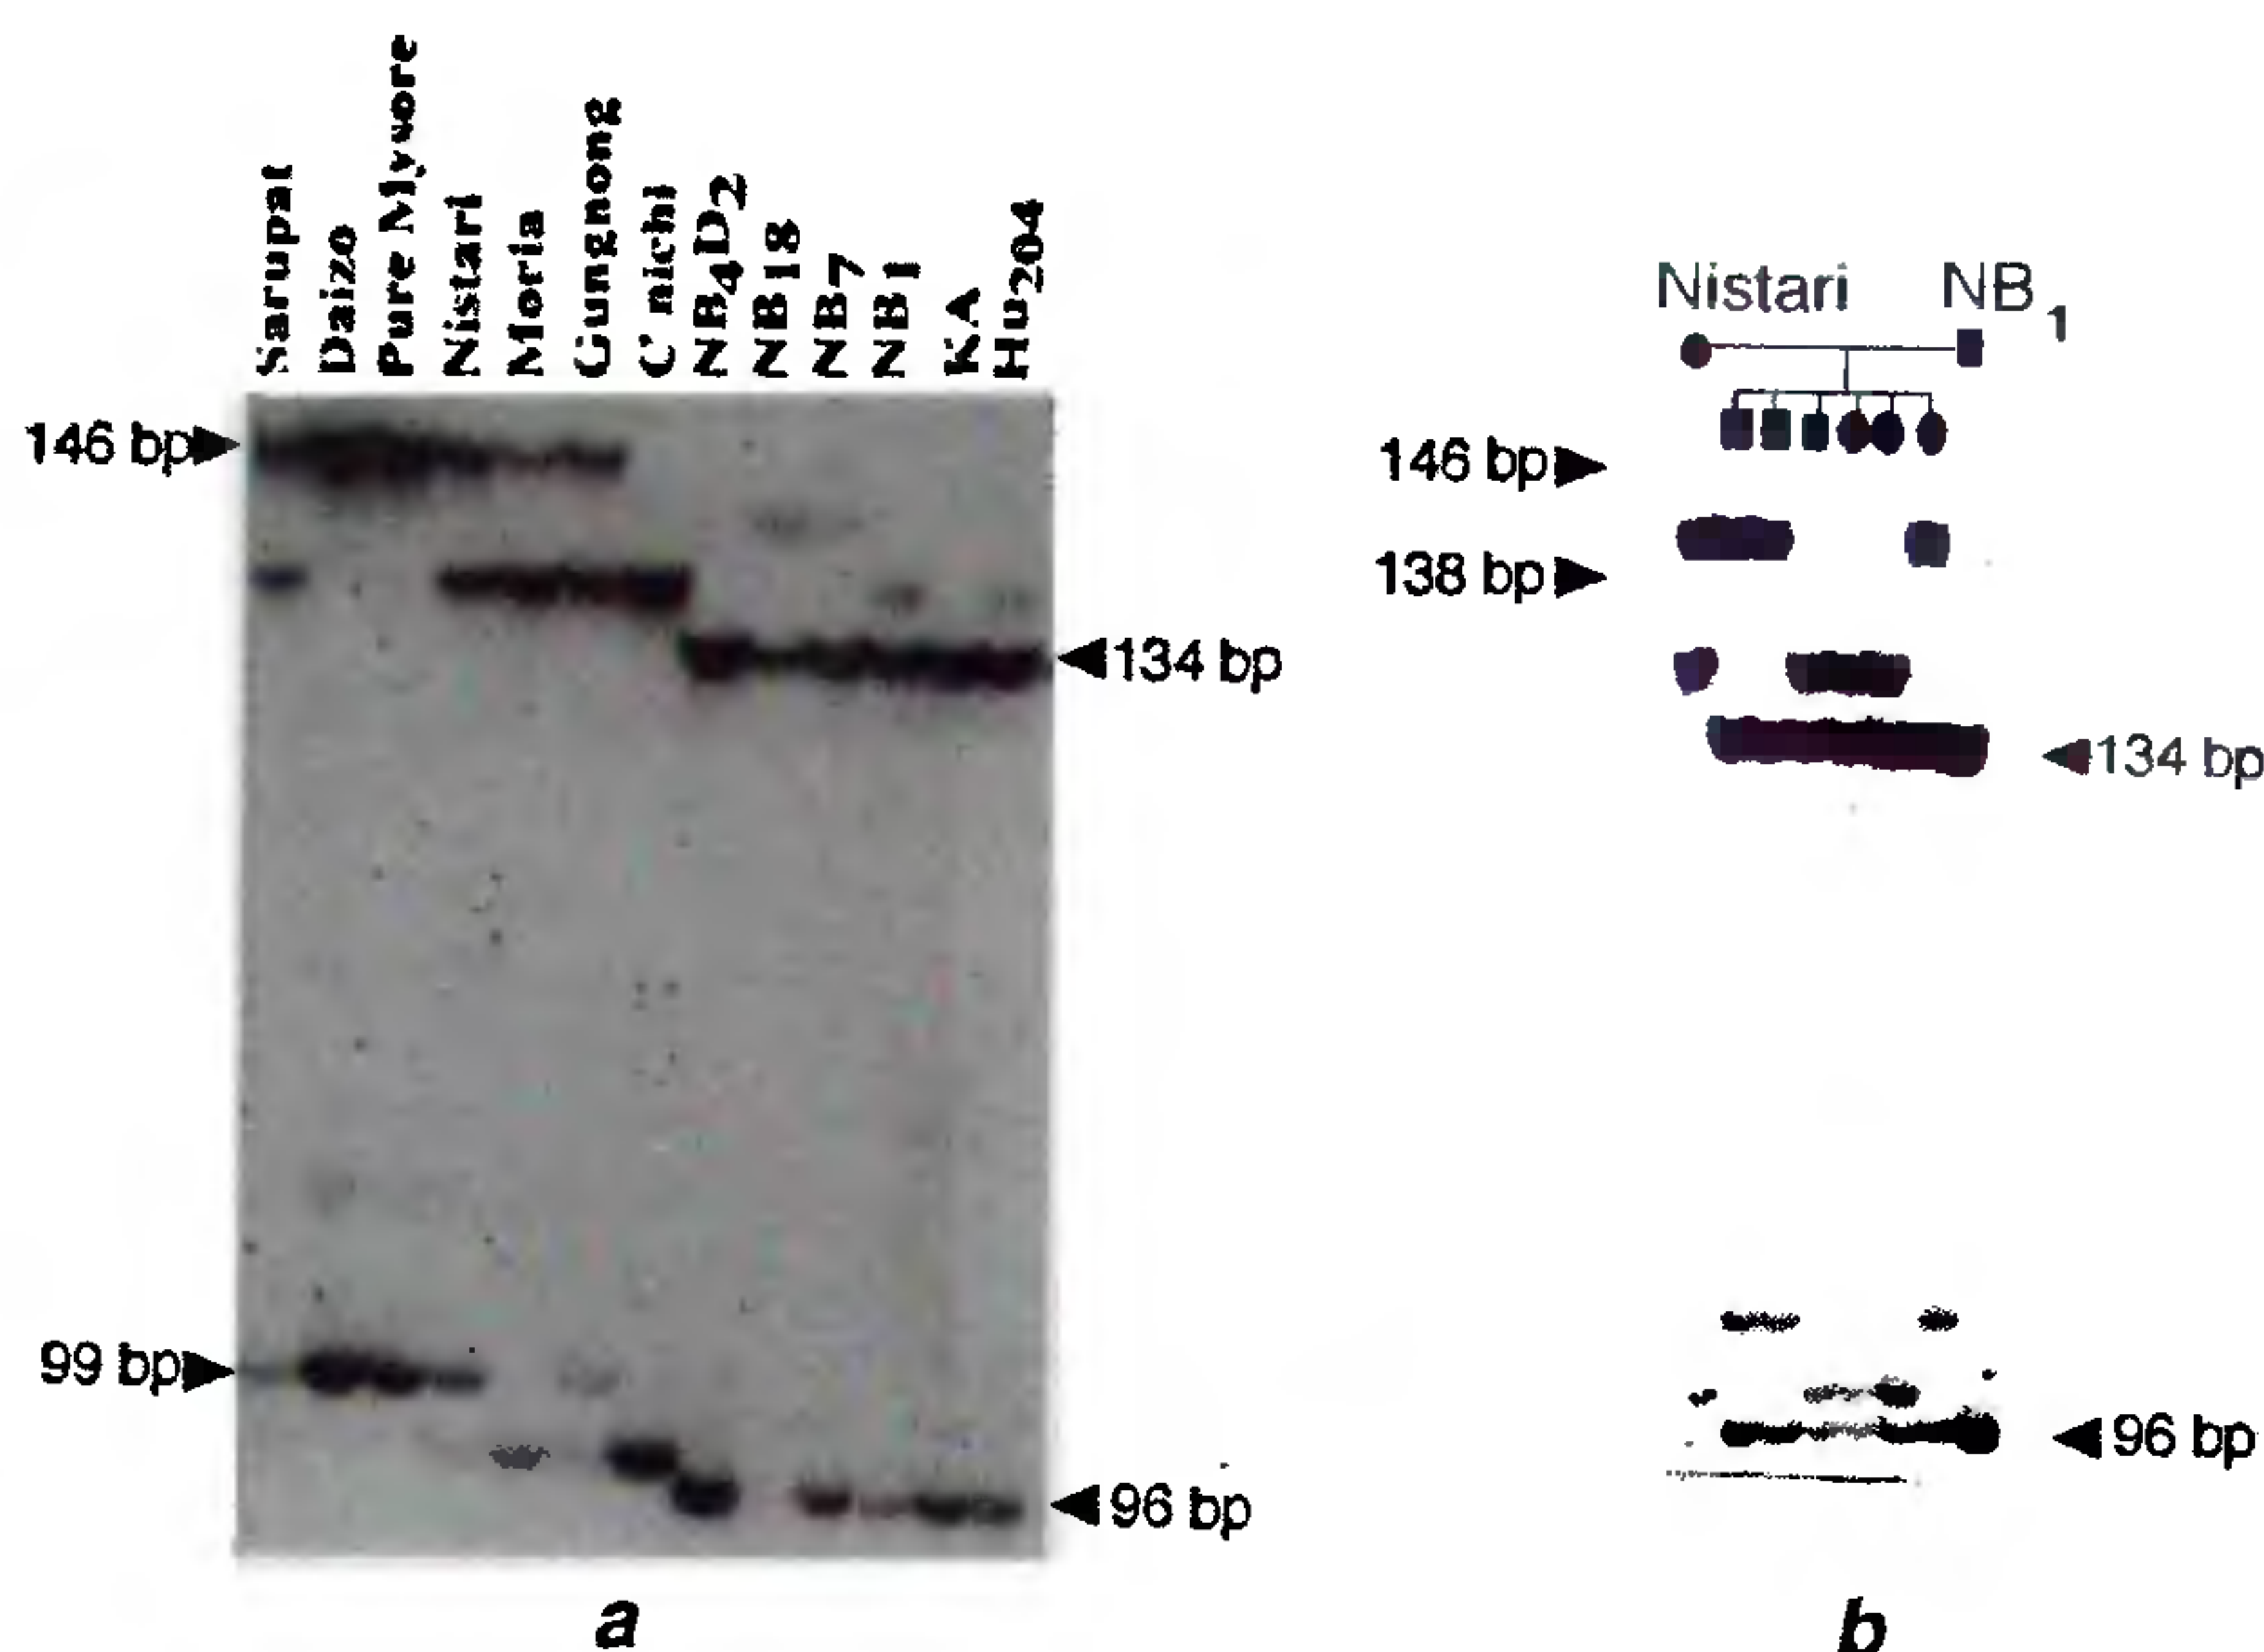 Sarupat
Daizo
Pure Mysore
Nistari
Moria
Gungnong
C'nichi
NB4D2
NB18
NB7
NB1
KA
Hu204
146 bp
134 bp
99 bp
96 bp
a
Nistari NB1
146 bp
138 bp
134 bp
96 bp
b